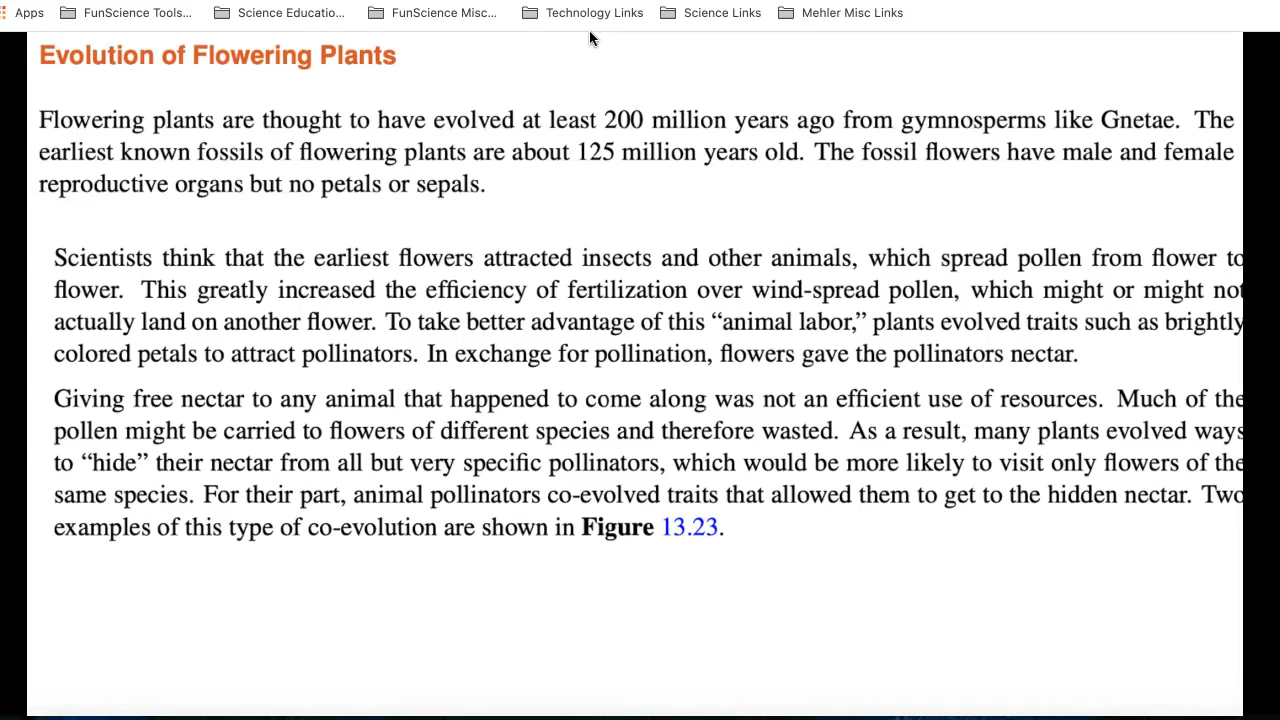 Apps FunScience Tools... Science Educatio... FunScience Misc... Technology Links Science Links Mehler Misc Links
Evolution of Flowering Plants
Flowering plants are thought to have evolved at least 200 million years ago from gymnosperms like Gnetae. The
earliest known fossils of flowering plants are about 125 million years old. The fossil flowers have male and female
reproductive organs but no petals or sepals.
Scientists think that the earliest flowers attracted insects and other animals, which spread pollen from flower to
flower. This greatly increased the efficiency of fertilization over wind-spread pollen, which might or might not
actually land on another flower. To take better advantage of this “animal labor,” plants evolved traits such as brightly
colored petals to attract pollinators. In exchange for pollination, flowers gave the pollinators nectar.
Giving free nectar to any animal that happened to come along was not an efficient use of resources. Much of the
pollen might be carried to flowers of different species and therefore wasted. As a result, many plants evolved ways
to “hide” their nectar from all but very specific pollinators, which would be more likely to visit only flowers of the
same species. For their part, animal pollinators co-evolved traits that allowed them to get to the hidden nectar. Two
examples of this type of co-evolution are shown in Figure 13.23.